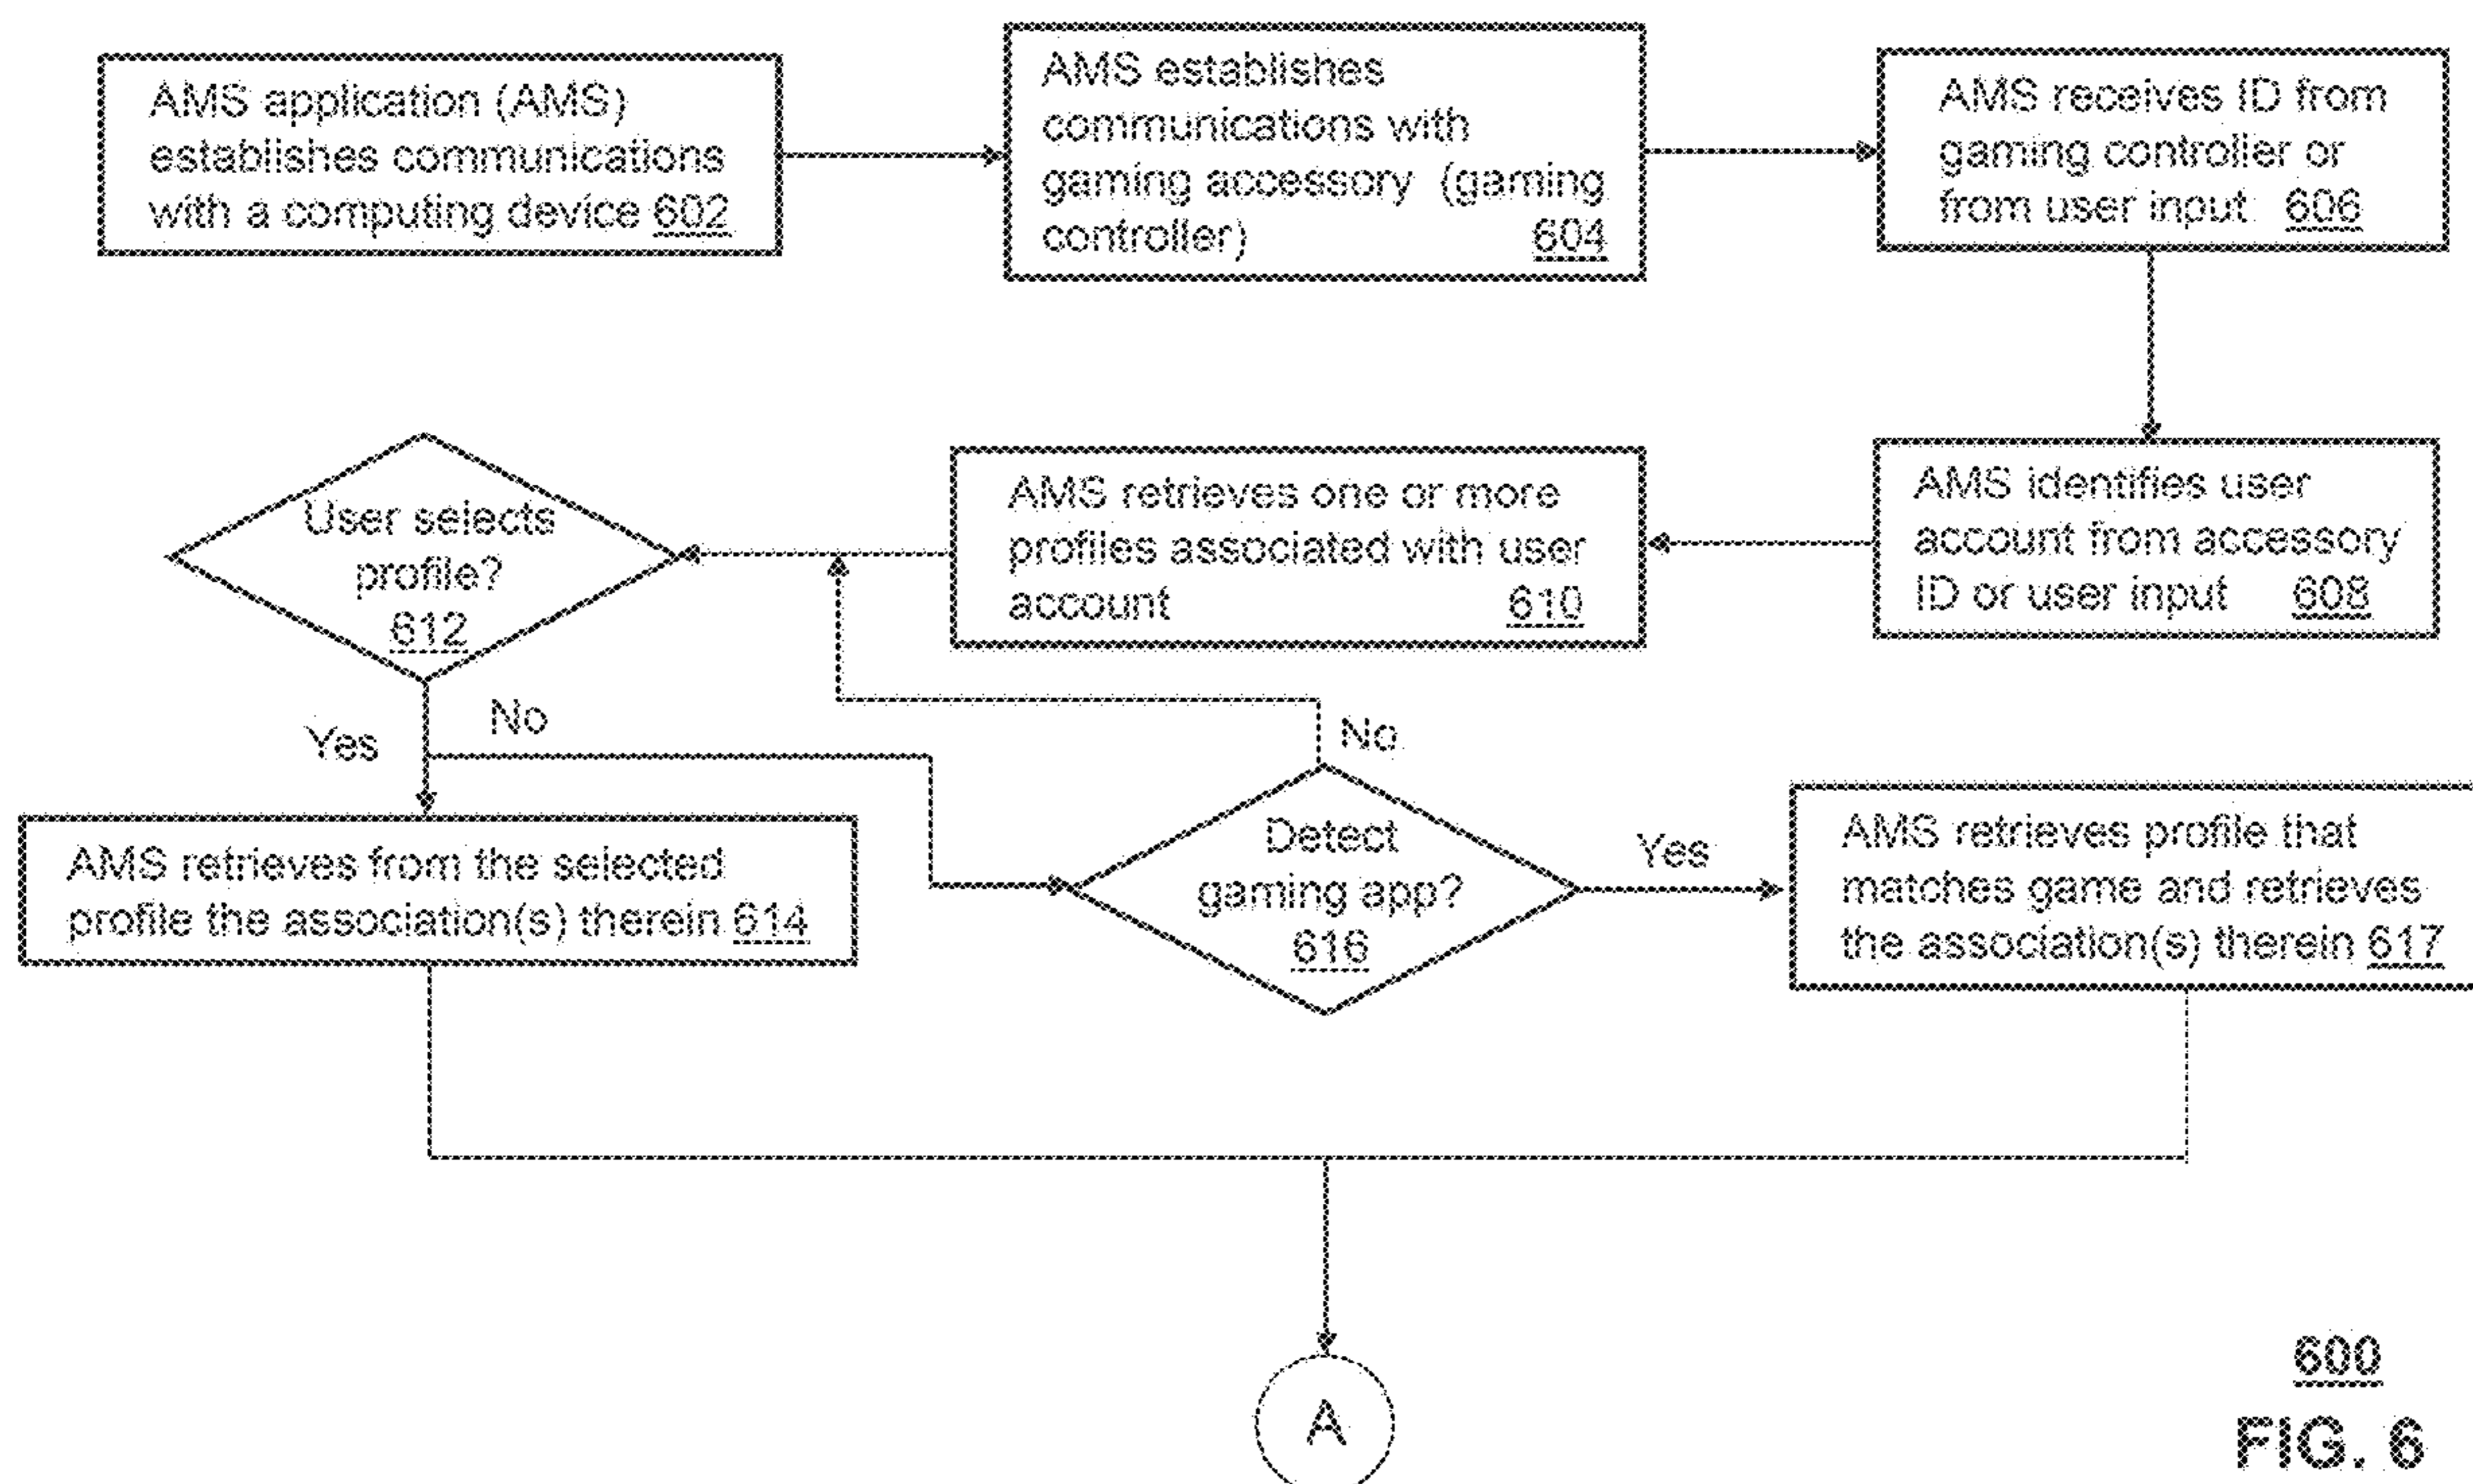 AMS application (AMS)
establishes communications
with a computing device 602
AMS establishes
communications with
gaming accessory (gaming
controller) 604
AMS receives ID from
gaming controller or
from user input 606
User selects
profile?
612
AMS retrieves one or more
profiles associated with user
account 610
AMS identifies user
account from accessory
ID or user input 608
Yes
No
No
AMS retrieves from the selected
profile the association(s) therein 614
Detect
gaming app?
616
Yes
AMS retrieves profile that
matches game and retrieves
the association(s) therein 617
A
600
FIG. 6